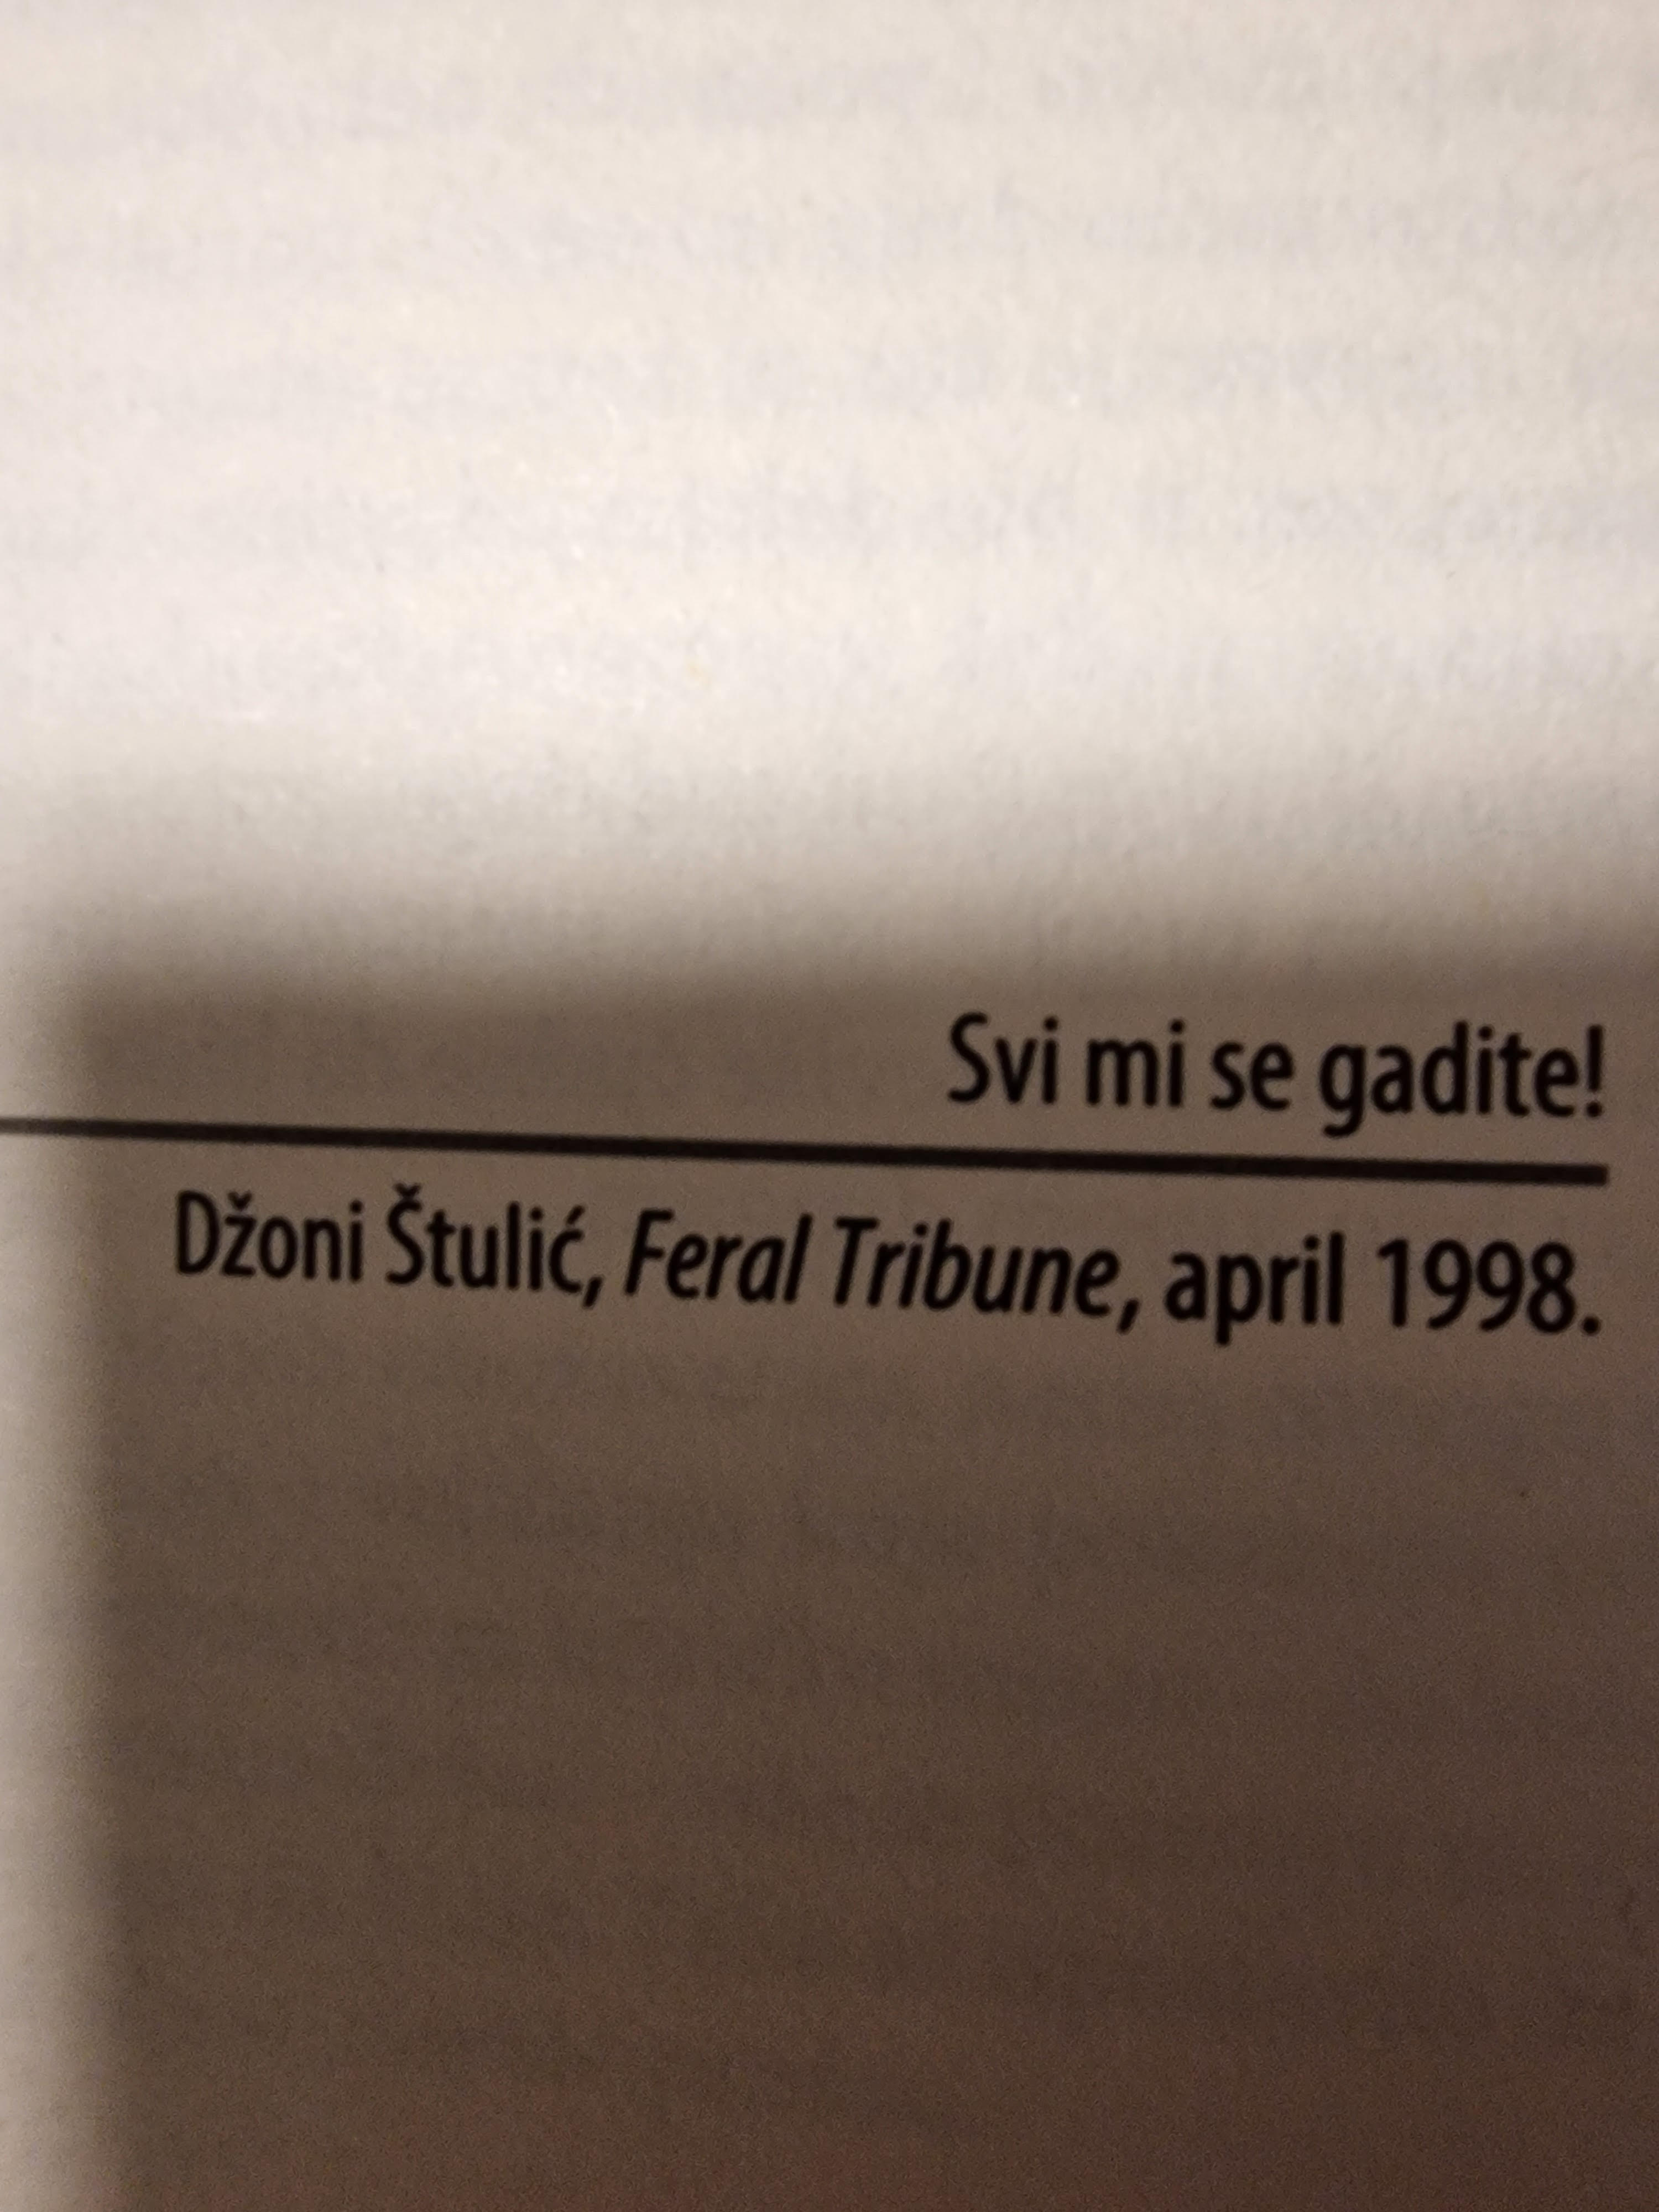 Svi mi se gadite!
Džoni Štulić, Feral Tribune, april 1998.